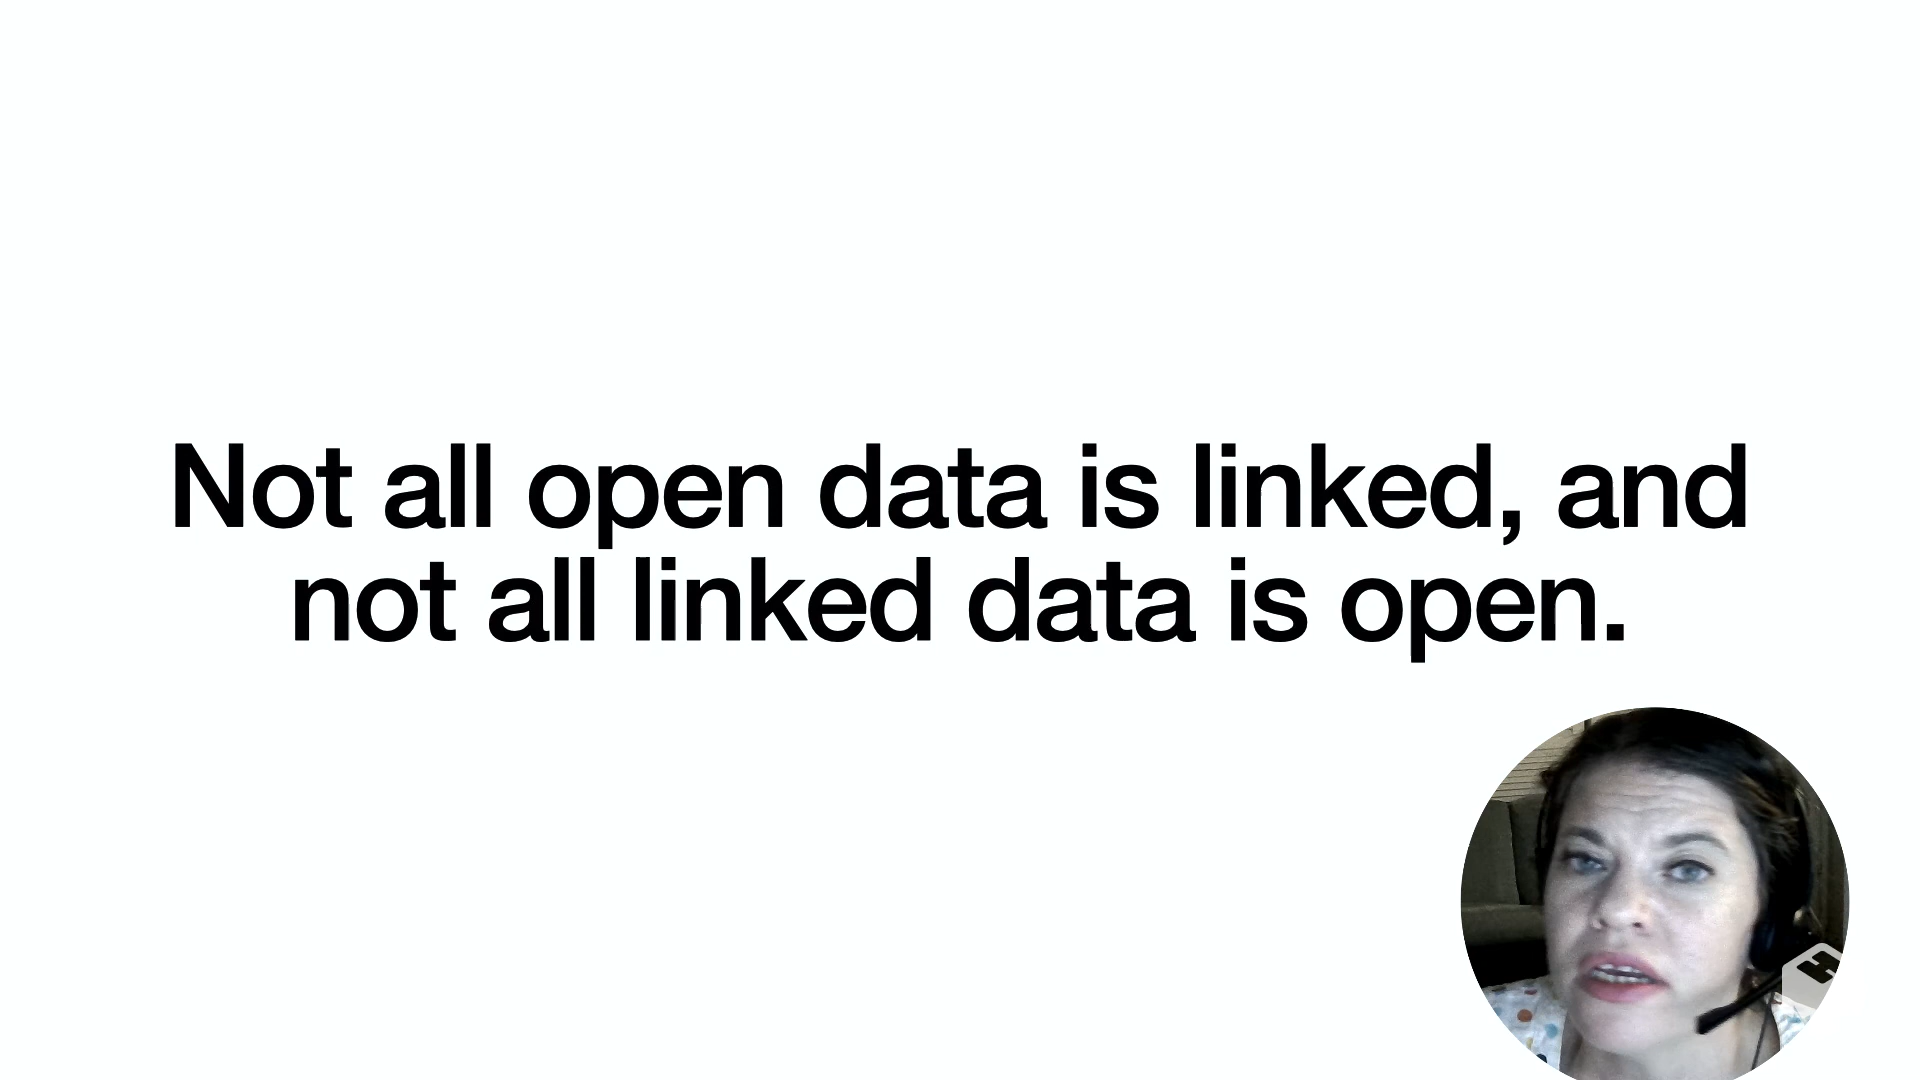 Not all open data is linked, and
not all linked data is open.
H